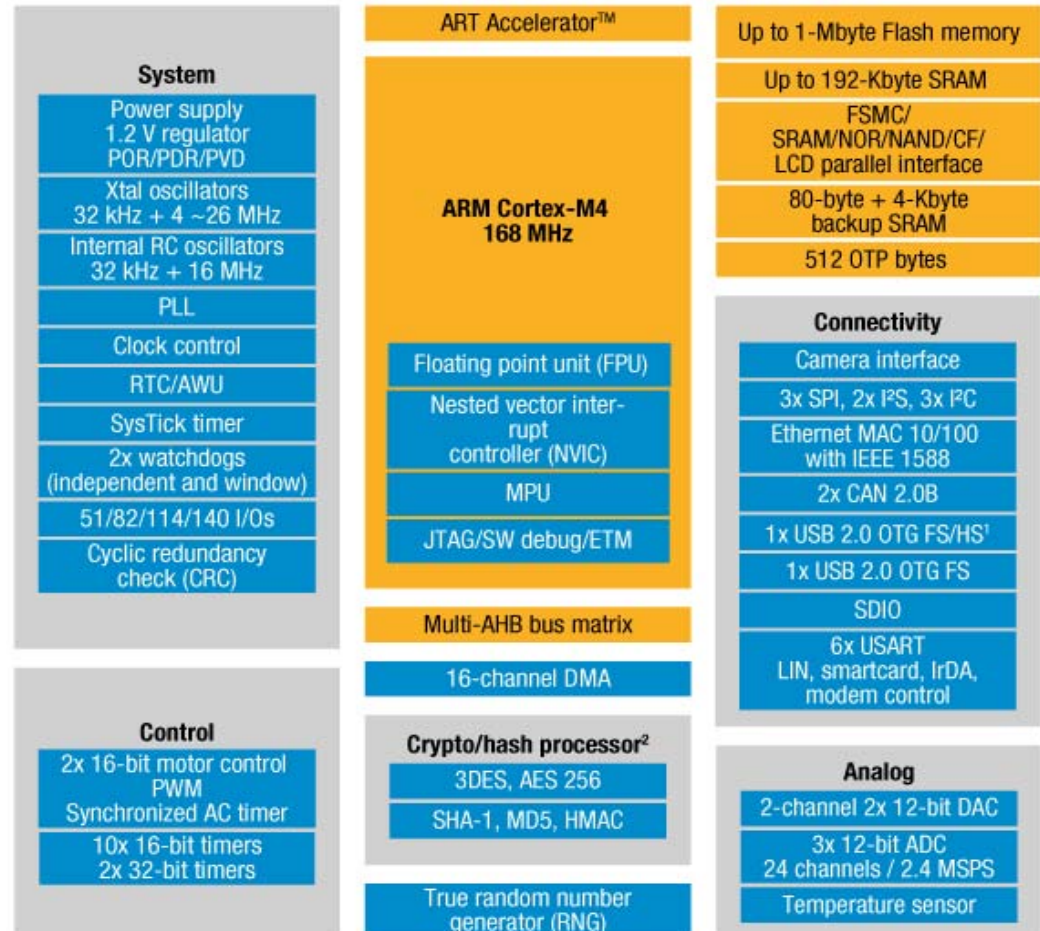 System
Power supply
1.2 V regulator
POR/PDR/PVD
Xtal oscillators
32 kHz + 4 ~26 MHz
Internal RC oscillators
32 kHz + 16 MHz
PLL
Clock control
RTC/AWU
SysTick timer
2x watchdogs
(independent and window)
51/82/114/140 I/Os
Cyclic redundancy
check (CRC)
Control
2x 16-bit motor control
PWM
Synchronized AC timer
10x 16-bit timers
2x 32-bit timers
ART Accelerator™
ARM Cortex-M4
168 MHz
Floating point unit (FPU)
Nested vector inter-
rupt
controller (NVIC)
MPU
JTAG/SW debug/ETM
Multi-AHB bus matrix
16-channel DMA
Crypto/hash processor²
3DES, AES 256
SHA-1, MD5, HMAC
True random number
generator (RNG)
Up to 1-Mbyte Flash memory
Up to 192-Kbyte SRAM
FSMC/
SRAM/NOR/NAND/CF/
LCD parallel interface
80-byte + 4-Kbyte
backup SRAM
512 OTP bytes
Connectivity
Camera interface
3x SPI, 2x I²S, 3x I²C
Ethernet MAC 10/100
with IEEE 1588
2x CAN 2.0B
1x USB 2.0 OTG FS/HS¹
1x USB 2.0 OTG FS
SDIO
6x USART
LIN, smartcard, IrDA,
modem control
Analog
2-channel 2x 12-bit DAC
3x 12-bit ADC
24 channels / 2.4 MSPS
Temperature sensor